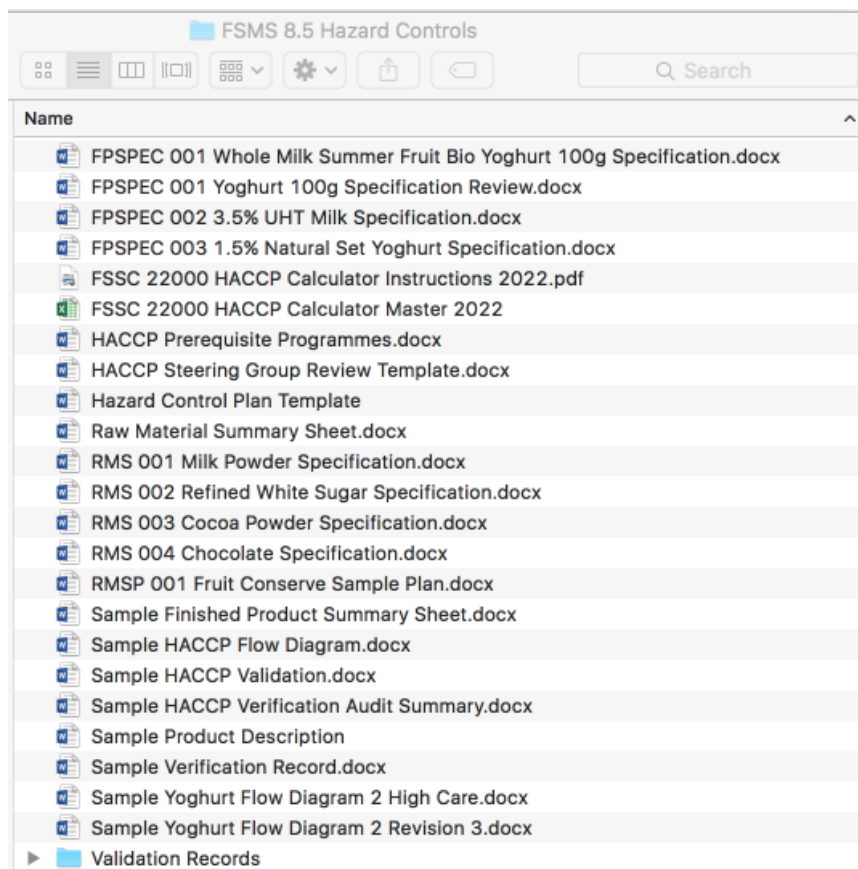 FSMS 8.5 Hazard Controls
Search
Name
FPSPEC 001 Whole Milk Summer Fruit Bio Yoghurt 100g Specification.docx
FPSPEC 001 Yoghurt 100g Specification Review.docx
FPSPEC 002 3.5% UHT Milk Specification.docx
FPSPEC 003 1.5% Natural Set Yoghurt Specification.docx
FSSC 22000 HACCP Calculator Instructions 2022.pdf
FSSC 22000 HACCP Calculator Master 2022
HACCP Prerequisite Programmes.docx
HACCP Steering Group Review Template.docx
Hazard Control Plan Template
Raw Material Summary Sheet.docx
RMS 001 Milk Powder Specification.docx
RMS 002 Refined White Sugar Specification.docx
RMS 003 Cocoa Powder Specification.docx
RMS 004 Chocolate Specification.docx
RMSP 001 Fruit Conserve Sample Plan.docx
Sample Finished Product Summary Sheet.docx
Sample HACCP Flow Diagram.docx
Sample HACCP Validation.docx
Sample HACCP Verification Audit Summary.docx
Sample Product Description
Sample Verification Record.docx
Sample Yoghurt Flow Diagram 2 High Care.docx
Sample Yoghurt Flow Diagram 2 Revision 3.docx
Validation Records